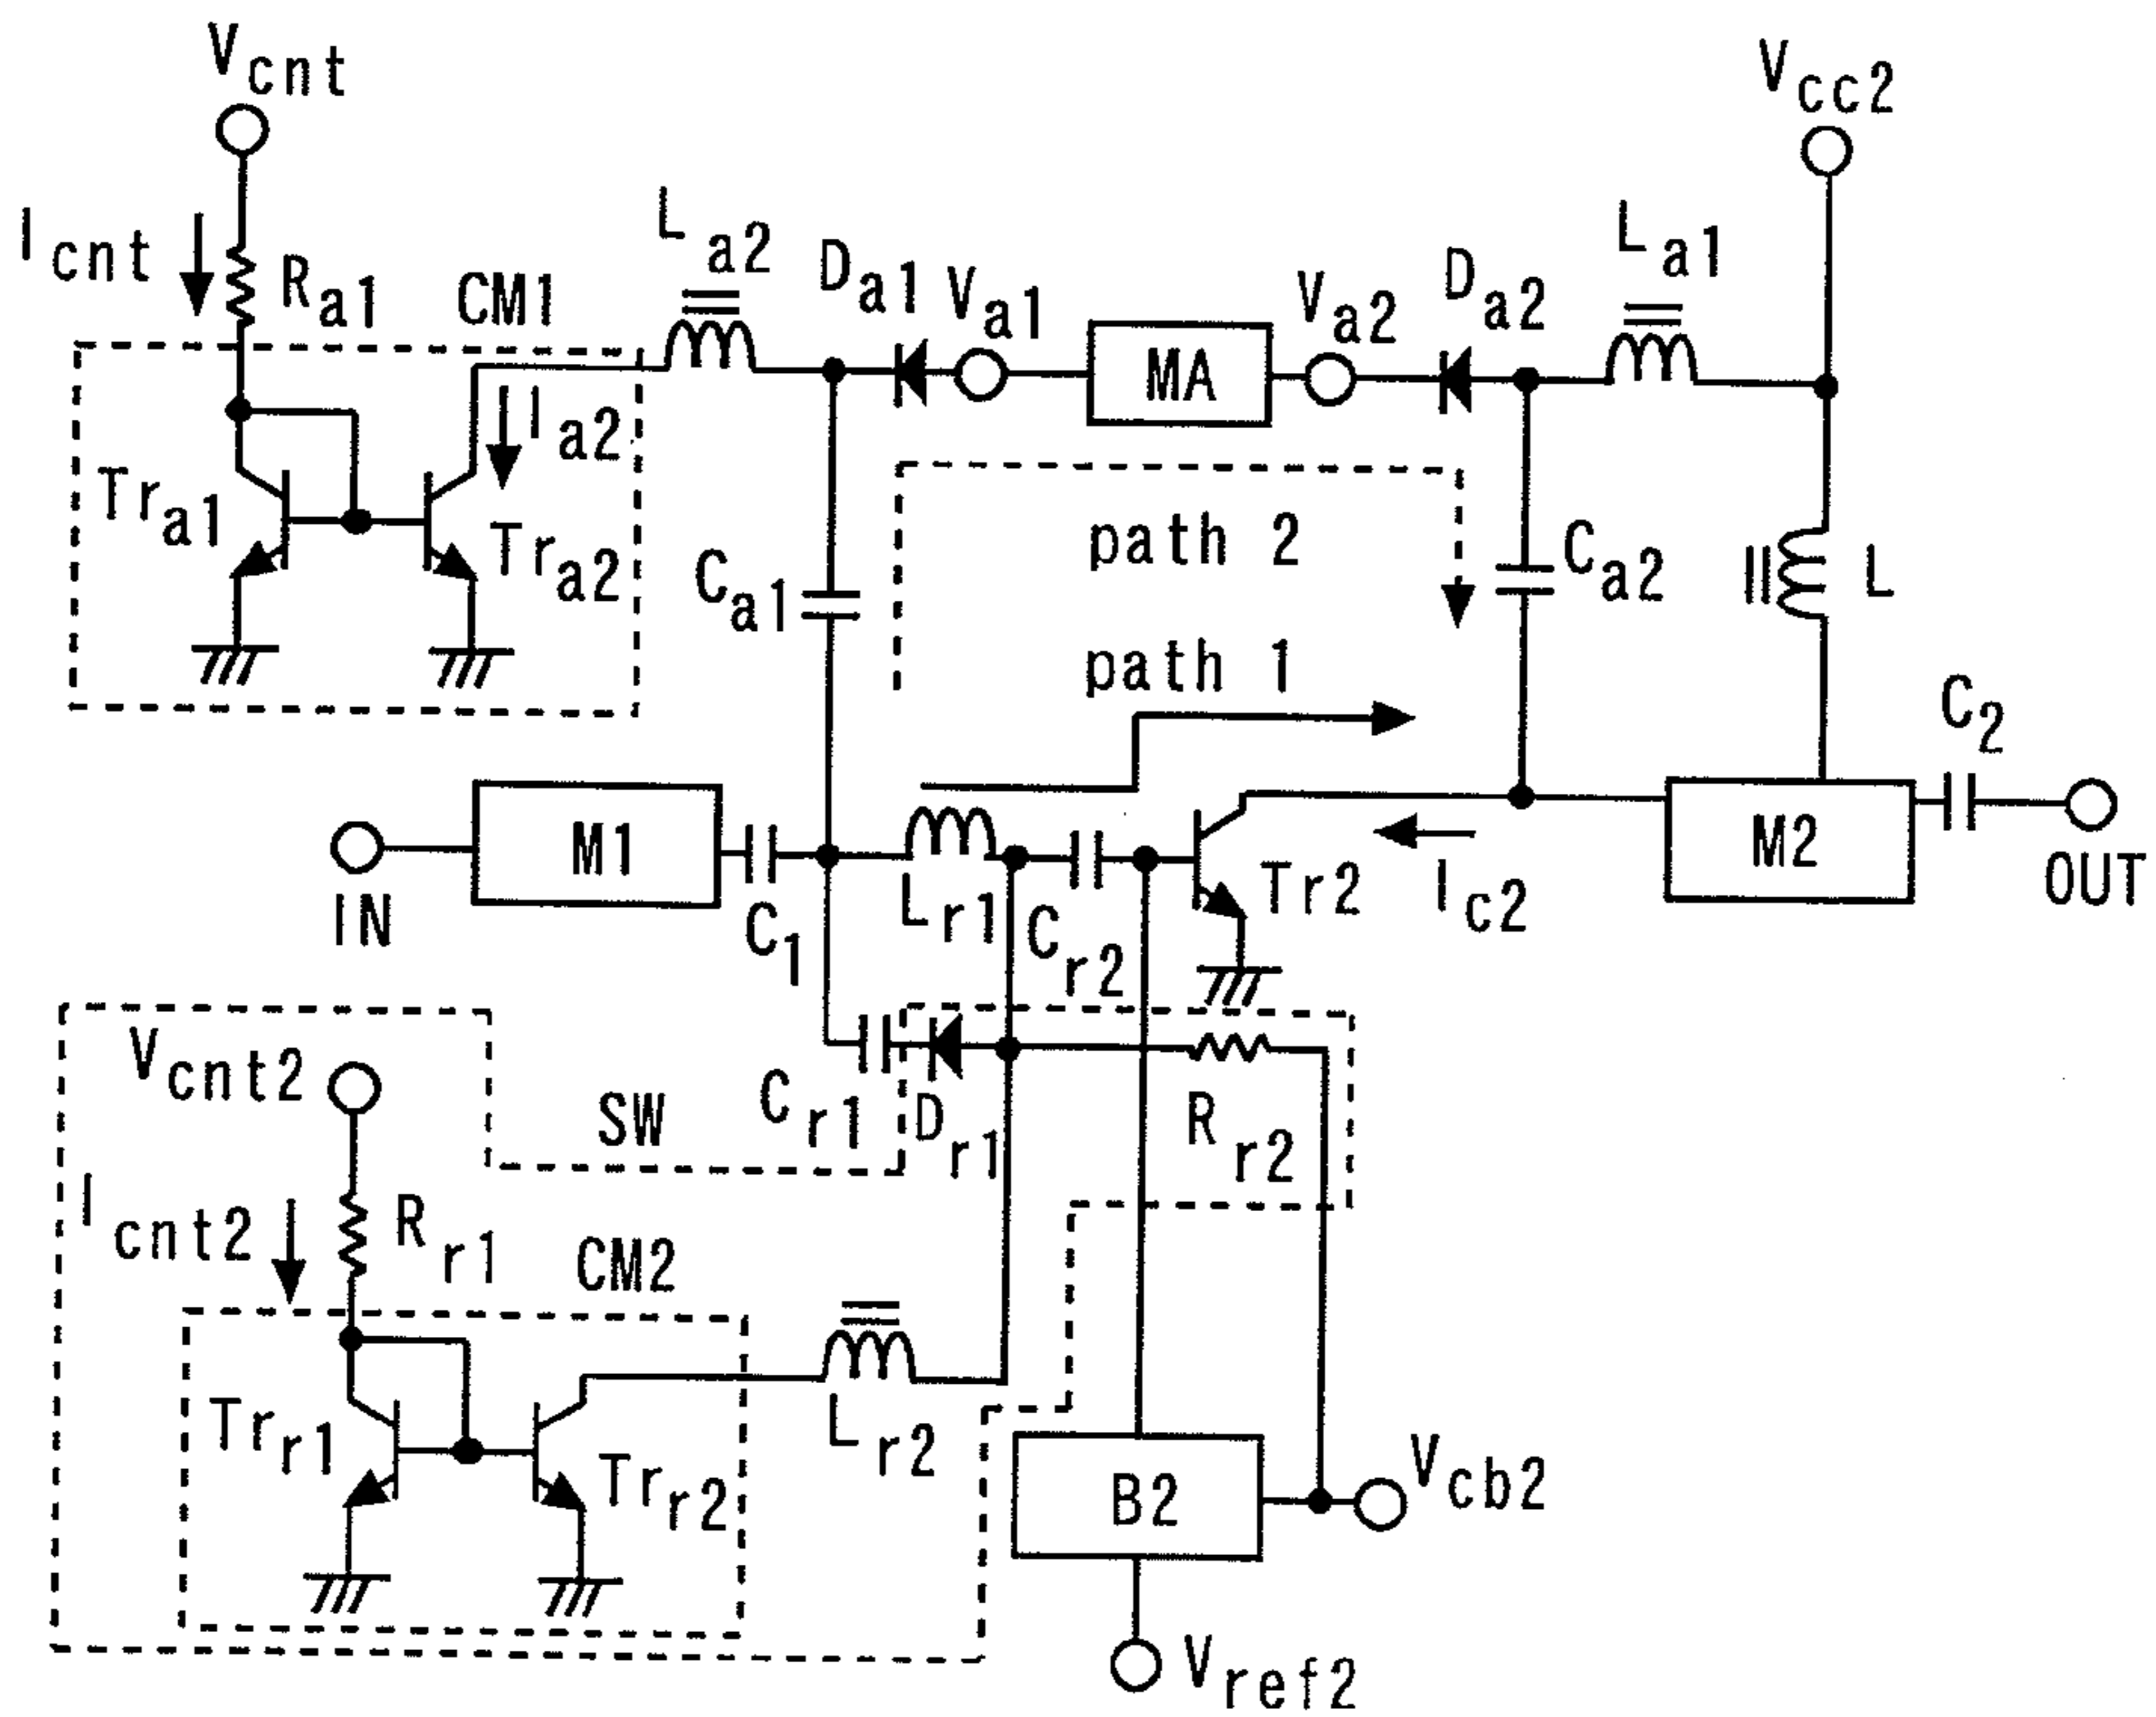 Vcnt
Vcc2
Icnt
Ra1
CM1
La2
Da1
Va1
MA
Va2
Da2
La1
Ia2
Tra1
Tra2
Ca1
path 2
Ca2
L
path 1
C2
IN
M1
C1
Lr1
Cr2
Tr2
Ic2
M2
OUT
Vcnt2
SW
Cr1
Dr1
Rr2
Icnt2
Rr1
CM2
Trr1
Trr2
Lr2
B2
Vcb2
Vref2